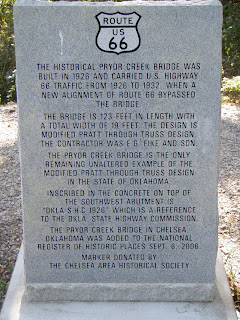 ROUTE
US
66
THE HISTORICAL PRYOR CREEK BRIDGE WAS
BUILT IN 1926 AND CARRIED U.S. HIGHWAY
66 TRAFFIC FROM 1926 TO 1932, WHEN A
NEW ALIGNMENT OF ROUTE 66 BYPASSED
THE BRIDGE.
THE BRIDGE IS 123 FEET IN LENGTH WITH
A TOTAL WIDTH OF 19 FEET. THE DESIGN IS
MODIFIED PRATT THROUGH TRUSS DESIGN.
THE CONTRACTOR WAS E.G. FIKE AND SON.
THE PRYOR CREEK BRIDGE IS THE ONLY
REMAINING UNALTERED EXAMPLE OF THE
MODIFIED PRATT THROUGH TRUSS DESIGN
IN THE STATE OF OKLAHOMA.
INSCRIBED IN THE CONCRETE ON TOP OF
THE SOUTHWEST ABUTMENT IS
"OKLA S H C 1926" WHICH IS A REFERENCE
TO THE OKLA. STATE HIGHWAY COMMISSION.
THE PRYOR CREEK BRIDGE IN CHELSEA,
OKLAHOMA WAS ADDED TO THE NATIONAL
REGISTER OF HISTORIC PLACES SEPT. 6, 2006.
MARKER DONATED BY
THE CHELSEA AREA HISTORICAL SOCIETY